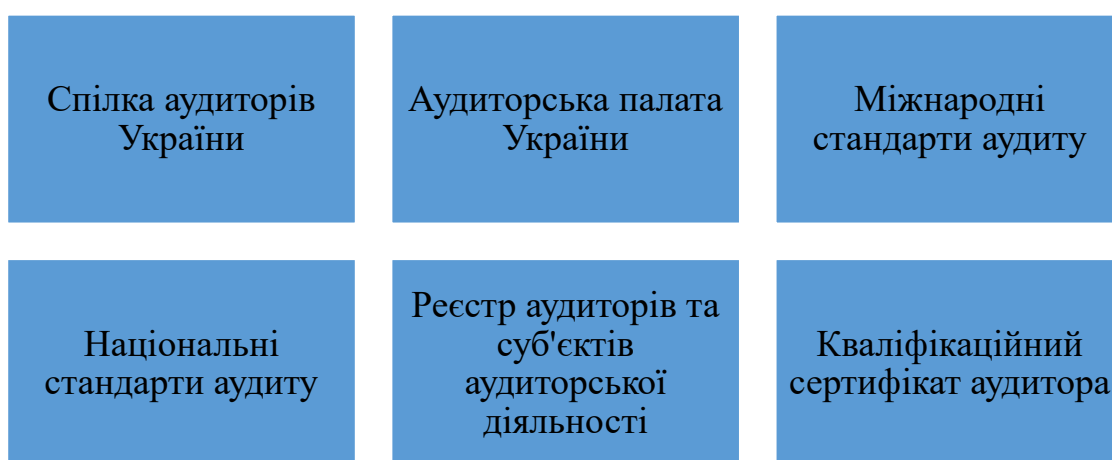 Спілка аудиторів
України
Аудиторська палата
України
Міжнародні
стандарти аудиту
Національні
стандарти аудиту
Реєстр аудиторів та
суб'єктів
аудиторської
діяльності
Кваліфікаційний
сертифікат аудитора